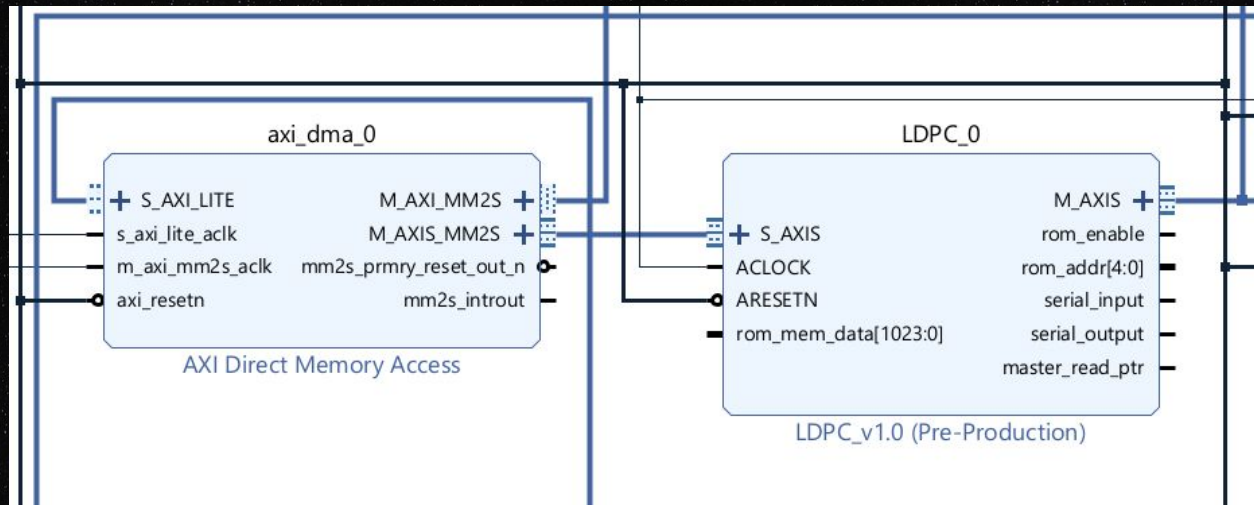 axi_dma_0
S_AXI_LITE
s_axi_lite_aclk
m_axi_mm2s_aclk
axi_resetn
M_AXI_MM2S
M_AXIS_MM2S
mm2s_prmry_reset_out_n
mm2s_introut
AXI Direct Memory Access
LDPC_0
S_AXIS
ACLOCK
ARESETN
rom_mem_data[1023:0]
M_AXIS
rom_enable
rom_addr[4:0]
serial_input
serial_output
master_read_ptr
LDPC_v1.0 (Pre-Production)